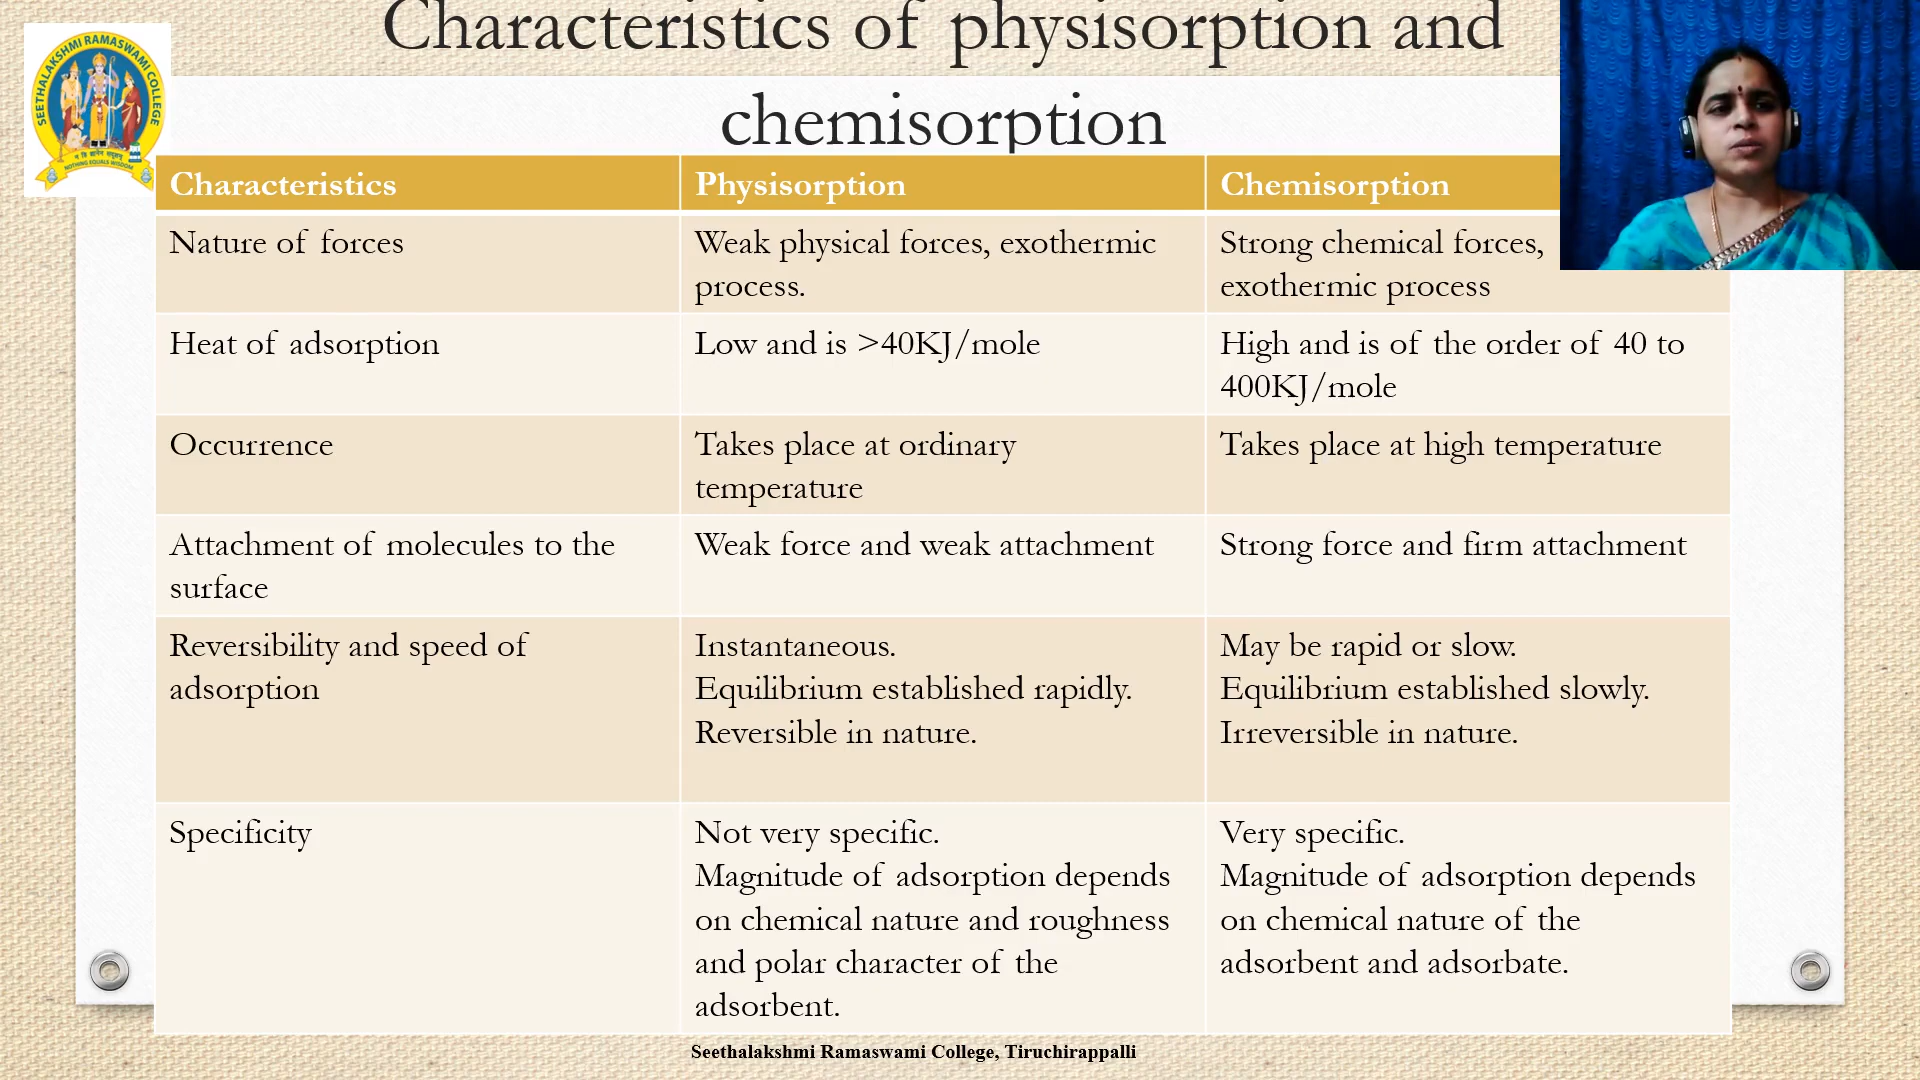 Characteristics of physisorption and
chemisorption
SEETHALAKSHMI RAMASWAMI COLLEGE
NOTHING EQUALS WISDOM
Characteristics Physisorption Chemisorption
Nature of forces
Weak physical forces, exothermic
process.
Strong chemical forces,
exothermic process
Heat of adsorption
Low and is >40KJ/mole
High and is of the order of 40 to
400KJ/mole
Occurrence
Takes place at ordinary
temperature
Takes place at high temperature
Attachment of molecules to the
surface
Weak force and weak attachment
Strong force and firm attachment
Reversibility and speed of
adsorption
Instantaneous.
Equilibrium established rapidly.
Reversible in nature.
May be rapid or slow.
Equilibrium established slowly.
Irreversible in nature.
Specificity
Not very specific.
Magnitude of adsorption depends
on chemical nature and roughness
and polar character of the
adsorbent.
Very specific.
Magnitude of adsorption depends
on chemical nature of the
adsorbent and adsorbate.
Seethalakshmi Ramaswami College, Tiruchirappalli